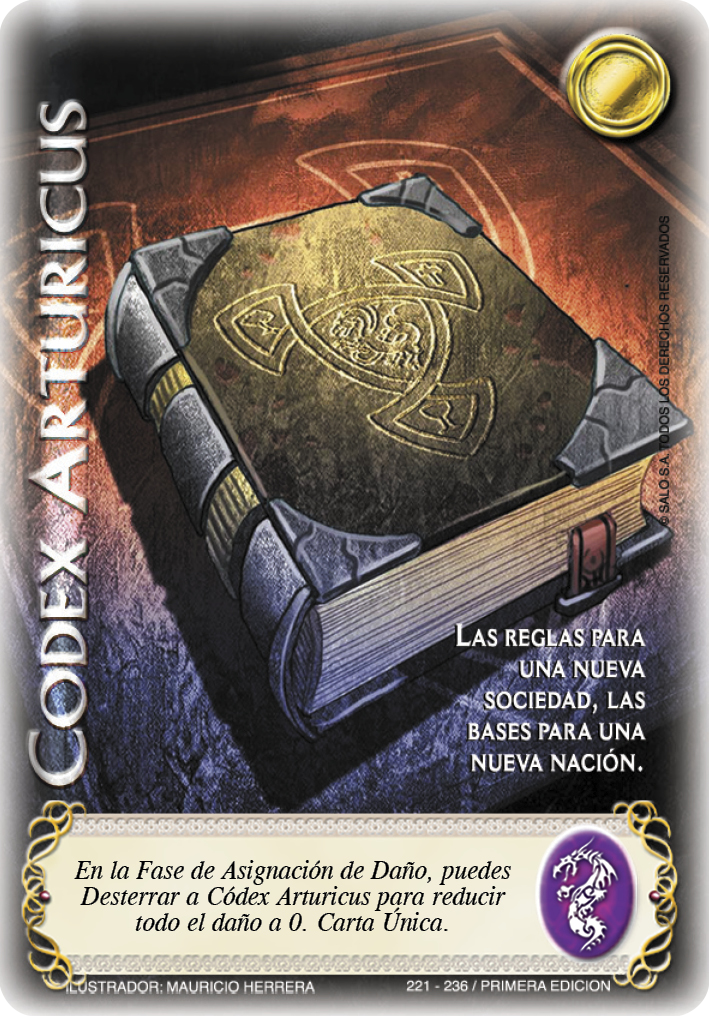 CODEX ARTURICUS
© SALO S.A. TODOS LOS DERECHOS RESERVADOS
LAS REGLAS PARA
UNA NUEVA
SOCIEDAD, LAS
BASES PARA UNA
NUEVA NACIÓN.
En la Fase de Asignación de Daño, puedes
Desterrar a Códex Arturicus para reducir
todo el daño a 0. Carta Única.
ILUSTRADOR: MAURICIO HERRERA
221 - 236 / PRIMERA EDICION